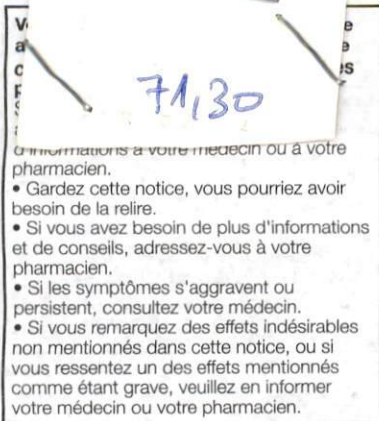 71,30
d'informations à votre médecin ou à votre
pharmacien.
• Gardez cette notice, vous pourriez avoir
besoin de la relire.
• Si vous avez besoin de plus d'informations
et de conseils, adressez-vous à votre
pharmacien.
• Si les symptômes s'aggravent ou
persistent, consultez votre médecin.
• Si vous remarquez des effets indésirables
non mentionnés dans cette notice, ou si
vous ressentez un des effets mentionnés
comme étant grave, veuillez en informer
votre médecin ou votre pharmacien.